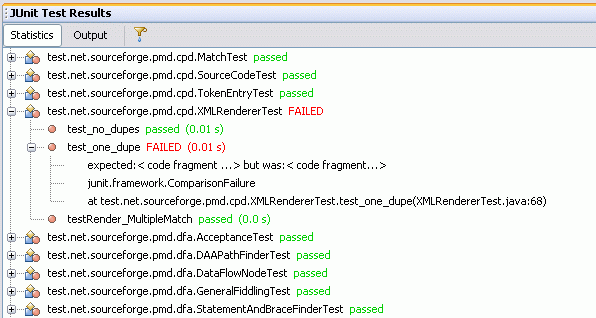 JUnit Test Results
Statistics Output
test.net.sourceforge.pmd.cpd.MatchTest passed
test.net.sourceforge.pmd.cpd.SourceCodeTest passed
test.net.sourceforge.pmd.cpd.TokenEntryTest passed
test.net.sourceforge.pmd.cpd.XMLRendererTest FAILED
test_no_dupes passed (0.01 s)
test_one_dupe FAILED (0.01 s)
expected:< code fragment ...> but was:< code fragment...>
junit.framework.ComparisonFailure
at test.net.sourceforge.pmd.cpd.XMLRendererTest.test_one_dupe(XMLRendererTest.java:68)
testRender_MultipleMatch passed (0.0 s)
test.net.sourceforge.pmd.dfa.AcceptanceTest passed
test.net.sourceforge.pmd.dfa.DAAPathFinderTest passed
test.net.sourceforge.pmd.dfa.DataFlowNodeTest passed
test.net.sourceforge.pmd.dfa.GeneralFiddlingTest passed
test.net.sourceforge.pmd.dfa.StatementAndBraceFinderTest passed